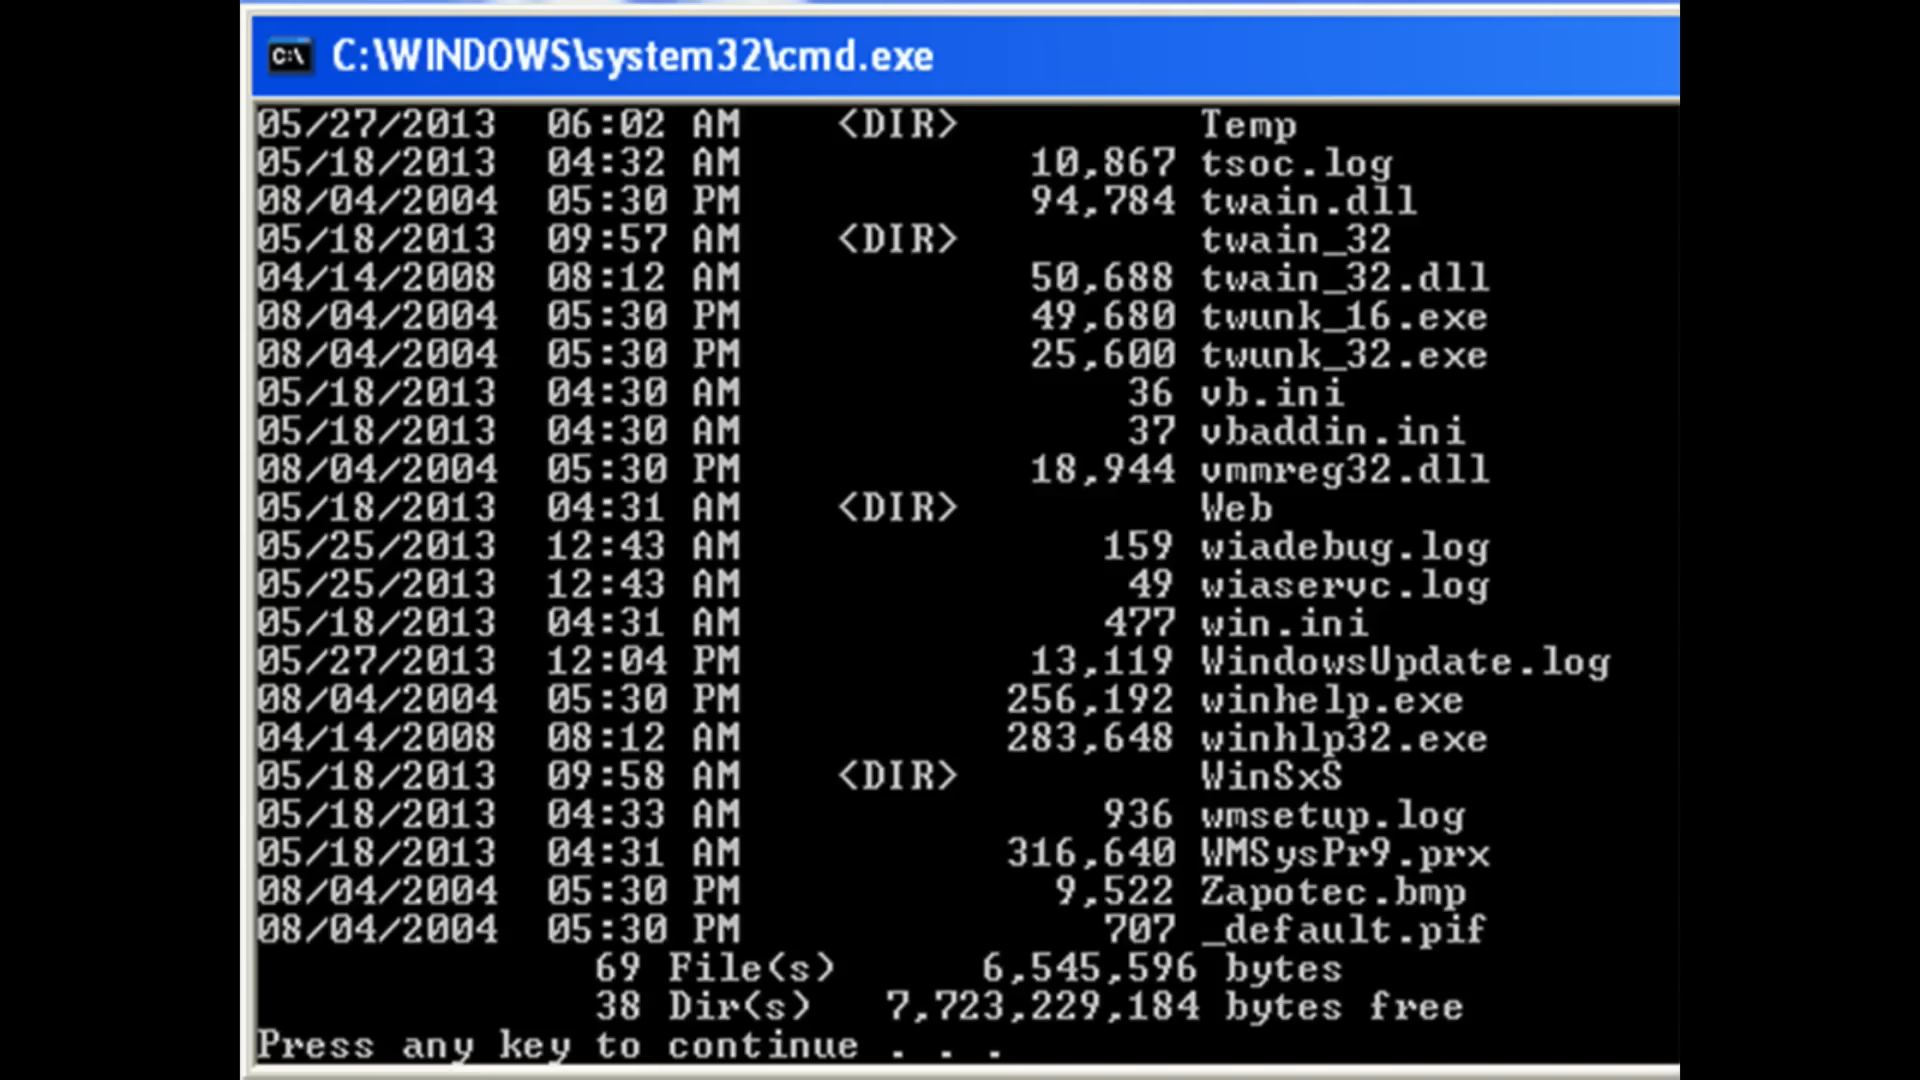 C:\WINDOWS\system32\cmd.exe
05/27/2013  06:02 AM    <DIR>          Temp
05/18/2013  04:32 AM            10,867 tsoc.log
08/04/2004  05:30 PM            94,784 twain.dll
05/18/2013  09:57 AM    <DIR>          twain_32
04/14/2008  08:12 AM            50,688 twain_32.dll
08/04/2004  05:30 PM            49,680 twunk_16.exe
08/04/2004  05:30 PM            25,600 twunk_32.exe
05/18/2013  04:30 AM                36 vb.ini
05/18/2013  04:30 AM                37 vbaddin.ini
08/04/2004  05:30 PM            18,944 vmmreg32.dll
05/18/2013  04:31 AM    <DIR>          Web
05/25/2013  12:43 AM               159 wiadebug.log
05/25/2013  12:43 AM                49 wiaservc.log
05/18/2013  04:31 AM               477 win.ini
05/27/2013  12:04 PM            13,119 WindowsUpdate.log
08/04/2004  05:30 PM           256,192 winhelp.exe
04/14/2008  08:12 AM           283,648 winhlp32.exe
05/18/2013  09:58 AM    <DIR>          WinSxS
05/18/2013  04:33 AM               936 wmsetup.log
05/18/2013  04:31 AM           316,640 WMSysPr9.prx
08/04/2004  05:30 PM             9,522 Zapotec.bmp
08/04/2004  05:30 PM               707 _default.pif
              69 File(s)      6,545,596 bytes
              38 Dir(s)   7,723,229,184 bytes free
Press any key to continue . . .